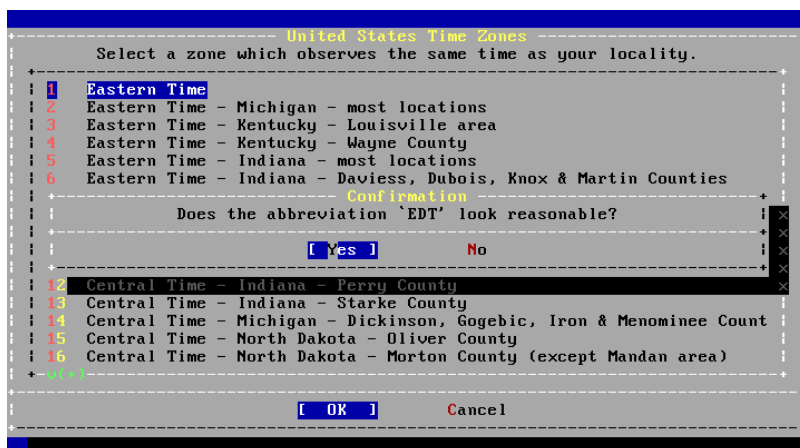 United States Time Zones
Select a zone which observes the same time as your locality.
1 Eastern Time
2 Eastern Time - Michigan - most locations
3 Eastern Time - Kentucky - Louisville area
4 Eastern Time - Kentucky - Wayne County
5 Eastern Time - Indiana - most locations
6 Eastern Time - Indiana - Daviess, Dubois, Knox & Martin Counties
Confirmation
Does the abbreviation `EDT' look reasonable?
[ Yes ] No
12 Central Time - Indiana - Perry County
13 Central Time - Indiana - Starke County
14 Central Time - Michigan - Dickinson, Gogebic, Iron & Menominee Count
15 Central Time - North Dakota - Oliver County
16 Central Time - North Dakota - Morton County (except Mandan area)
v(+)
[ OK ] Cancel